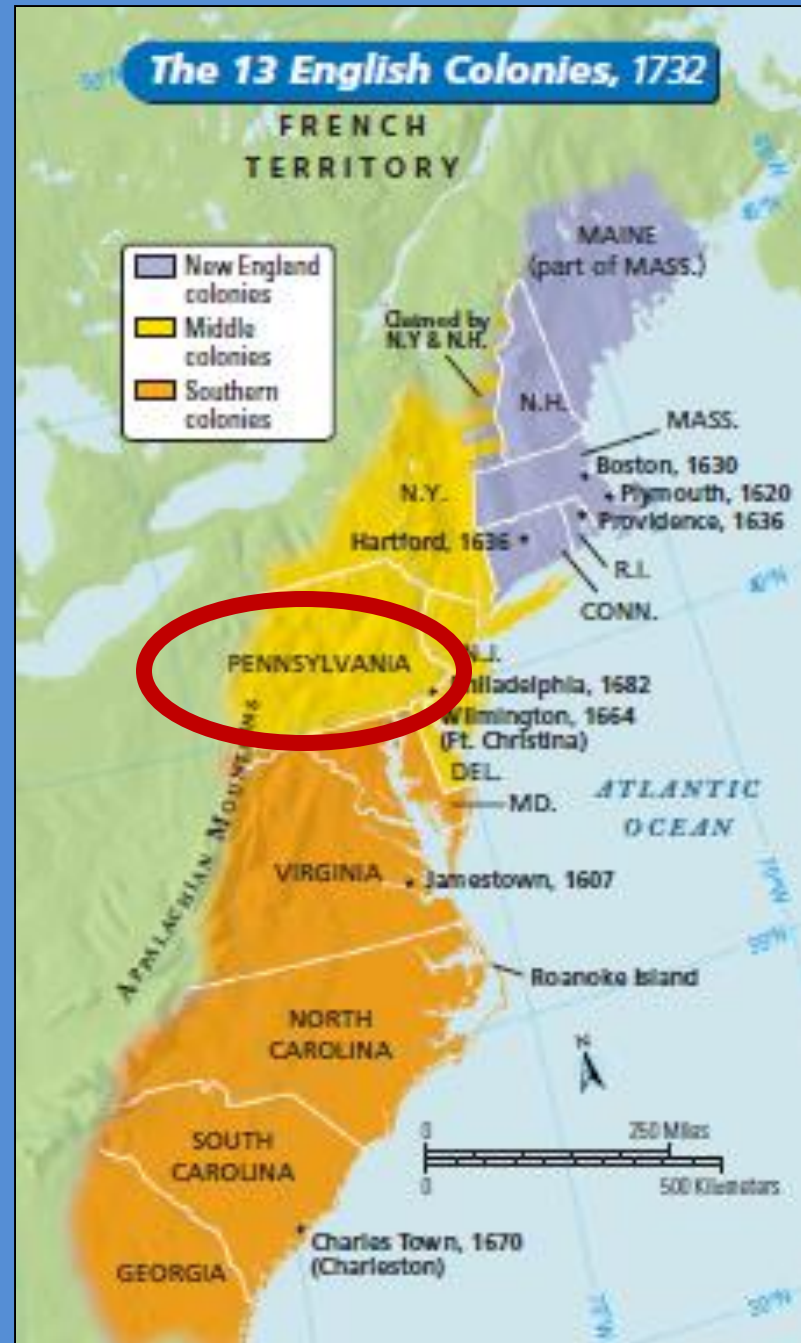 The 13 English Colonies, 1732
FRENCH
TERRITORY
New England
colonies
Middle
colonies
Southern
colonies
MAINE
(part of MASS.)
Claimed by
N.Y & N.H.
N.H.
MASS.
Boston, 1630
Plymouth, 1620
Providence, 1636
N.Y.
Hartford, 1636
R.I.
CONN.
PENNSYLVANIA
N.J.
Philadelphia, 1682
Wilmington, 1664
(Ft. Christina)
DEL.
MD.
ATLANTIC
OCEAN
APPALACHIAN MOUNTAINS
VIRGINIA
Jamestown, 1607
Roanoke Island
NORTH
CAROLINA
N
0 250 Miles
0 500 Kilometers
SOUTH
CAROLINA
Charles Town, 1670
(Charleston)
GEORGIA
30°N